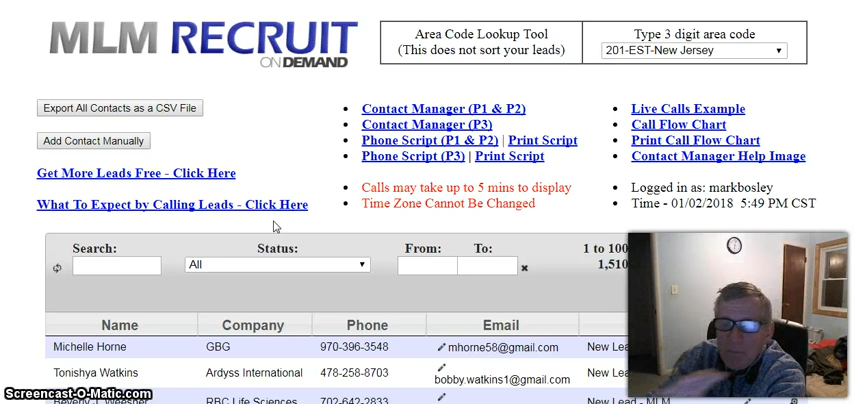 MLM RECRUIT
ON DEMAND
Area Code Lookup Tool
(This does not sort your leads)
Type 3 digit area code
201-EST-New Jersey
Export All Contacts as a CSV File
Add Contact Manually
Get More Leads Free - Click Here
What To Expect by Calling Leads - Click Here
Contact Manager (P1 & P2)
Contact Manager (P3)
Phone Script (P1 & P2) | Print Script
Phone Script (P3) | Print Script
Calls may take up to 5 mins to display
Time Zone Cannot Be Changed
Live Calls Example
Call Flow Chart
Print Call Flow Chart
Contact Manager Help Image
Logged in as: markbosley
Time - 01/02/2018 5:49 PM CST
Search:
Status:
From:
To:
All
1 to 100
1,510
Name Company Phone Email
Michelle Horne GBG 970-396-3548 mhorne58@gmail.com New Lea
Tonishya Watkins Ardyss International 478-258-8703 bobby.watkins1@gmail.com New Lea
RBC Life Sciences 702-642-2833 New Lead - MLM
Screencast-O-Matic.com